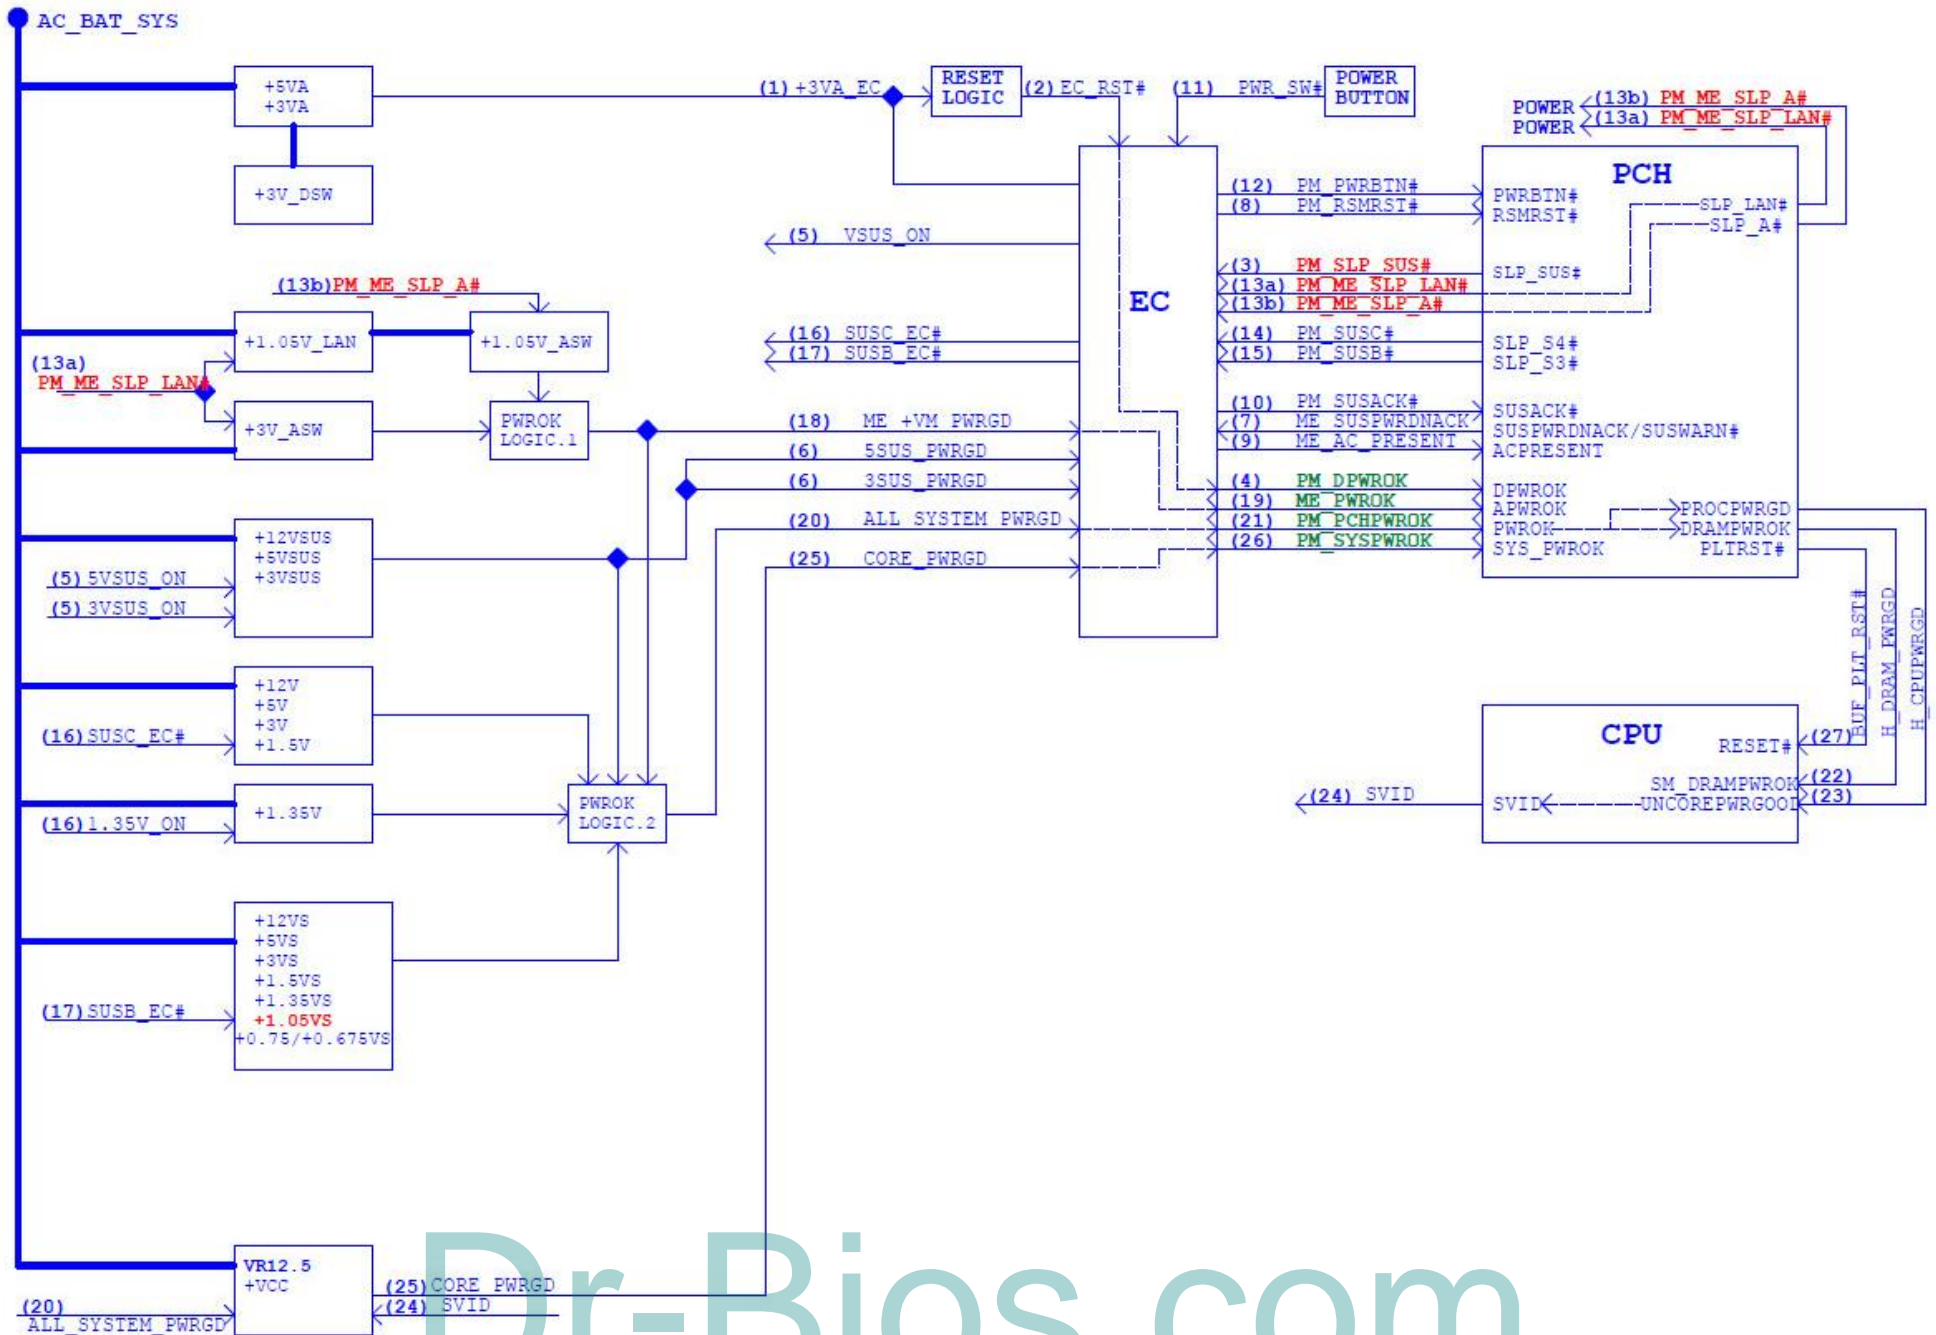 AC_BAT_SYS
+5VA
+3VA
(1) +3VA_EC
RESET
LOGIC
(2) EC_RST#
(11) PWR_SW#
POWER
BUTTON
POWER (13b) PM_ME_SLP_A#
POWER (13a) PM_ME_SLP_LAN#
+3V_DSW
EC
PCH
(12) PM_PWRBTN#
(8) PM_RSMRST#
PWRBTN#
RSMRST#
SLP_LAN#
SLP_A#
(5) VSUS_ON
(3) PM_SLP_SUS#
(13a) PM_ME_SLP_LAN#
(13b) PM_ME_SLP_A#
SLP_SUS#
(13b) PM_ME_SLP_A#
+1.05V_LAN
+1.05V_ASW
(16) SUSC_EC#
(17) SUSB_EC#
(14) PM_SUSC#
(15) PM_SUSB#
SLP_S4#
SLP_S3#
(13a)
PM_ME_SLP_LAN#
+3V_ASW
PWROK
LOGIC.1
(18) ME_+VM_PWRGD
(6) 5SUS_PWRGD
(6) 3SUS_PWRGD
(20) ALL_SYSTEM_PWRGD
(25) CORE_PWRGD
(10) PM_SUSACK#
(7) ME_SUSPWRDNACK
(9) ME_AC_PRESENT
SUSACK#
SUSPWRDNACK/SUSWARN#
ACPRESENT
(4) PM_DPWROK
(19) ME_PWROK
(21) PM_PCHPWROK
(26) PM_SYSPWROK
DPWROK
APWROK
PWROK
SYS_PWROK
PROCPWRGD
DRAMPWROK
PLTRST#
+12VSUS
+5VSUS
+3VSUS
(5) 5VSUS_ON
(5) 3VSUS_ON
BUF_PLT_RST#
H_DRAM_PWRGD
H_CPUPWRGD
+12V
+5V
+3V
+1.5V
(16) SUSC_EC#
CPU
RESET#
(27)
SM_DRAMPWROK
(22)
UNCOREPWRGOOD
(23)
SVID
(24) SVID
+1.35V
(16) 1.35V_ON
PWROK
LOGIC.2
+12VS
+5VS
+3VS
+1.5VS
+1.35VS
+1.05VS
+0.75/+0.675VS
(17) SUSB_EC#
VR12.5
+VCC
(25) CORE_PWRGD
(24) SVID
(20)
ALL_SYSTEM_PWRGD
Dr-Bios.com